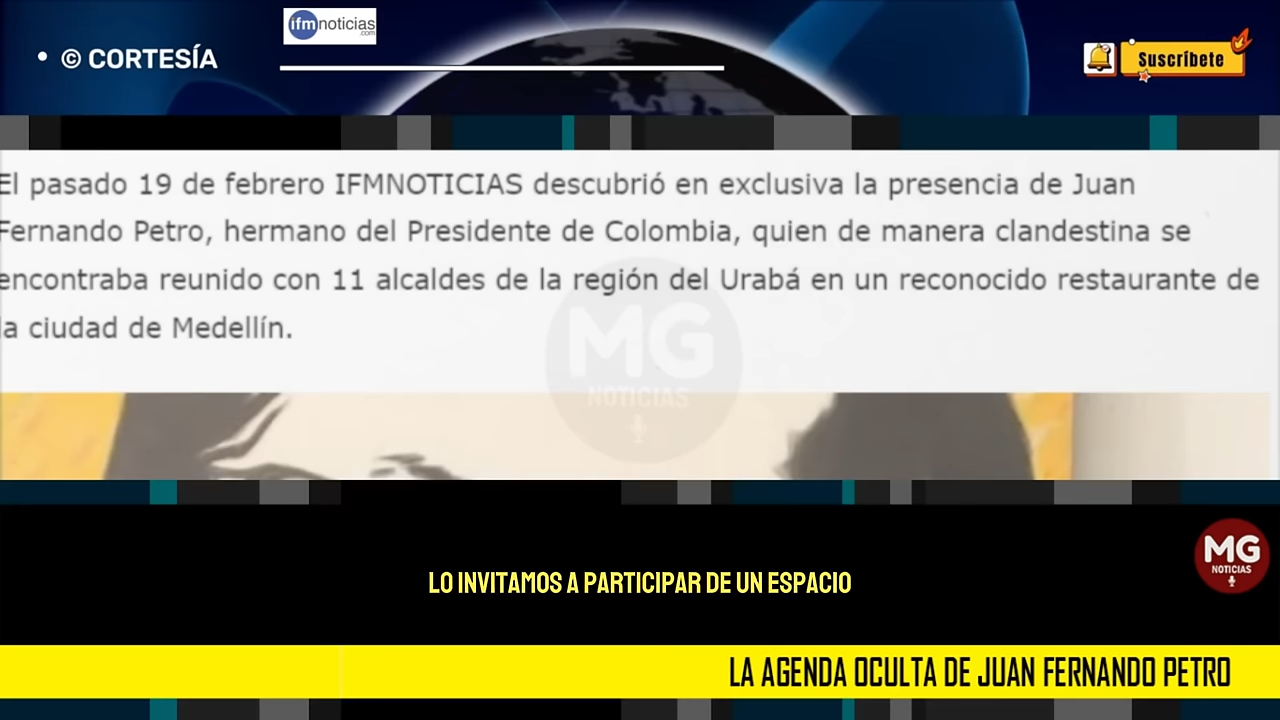 ifmnoticias
.com
• © CORTESÍA
Suscríbete
El pasado 19 de febrero IFMNOTICIAS descubrió en exclusiva la presencia de Juan
Fernando Petro, hermano del Presidente de Colombia, quien de manera clandestina se
encontraba reunido con 11 alcaldes de la región del Urabá en un reconocido restaurante de
la ciudad de Medellín.
MG
NOTICIAS
MG
NOTICIAS
LO INVITAMOS A PARTICIPAR DE UN ESPACIO
LA AGENDA OCULTA DE JUAN FERNANDO PETRO